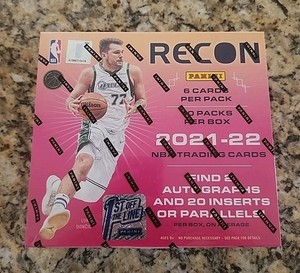 RECON
PANINI
6 CARDS
PER PACK
PACKS
PER BOX
2021-22
NBA TRADING CARDS
FIND
AUTOGRAPHS
AND 20 INSERTS
OR PARALLELS
PER BOX, ON AVERAGE
77
1ST OFF
THE LINE
PANINI